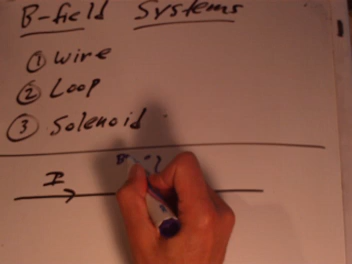 B-field Systems
① Wire
② Loop
③ Solenoid
I